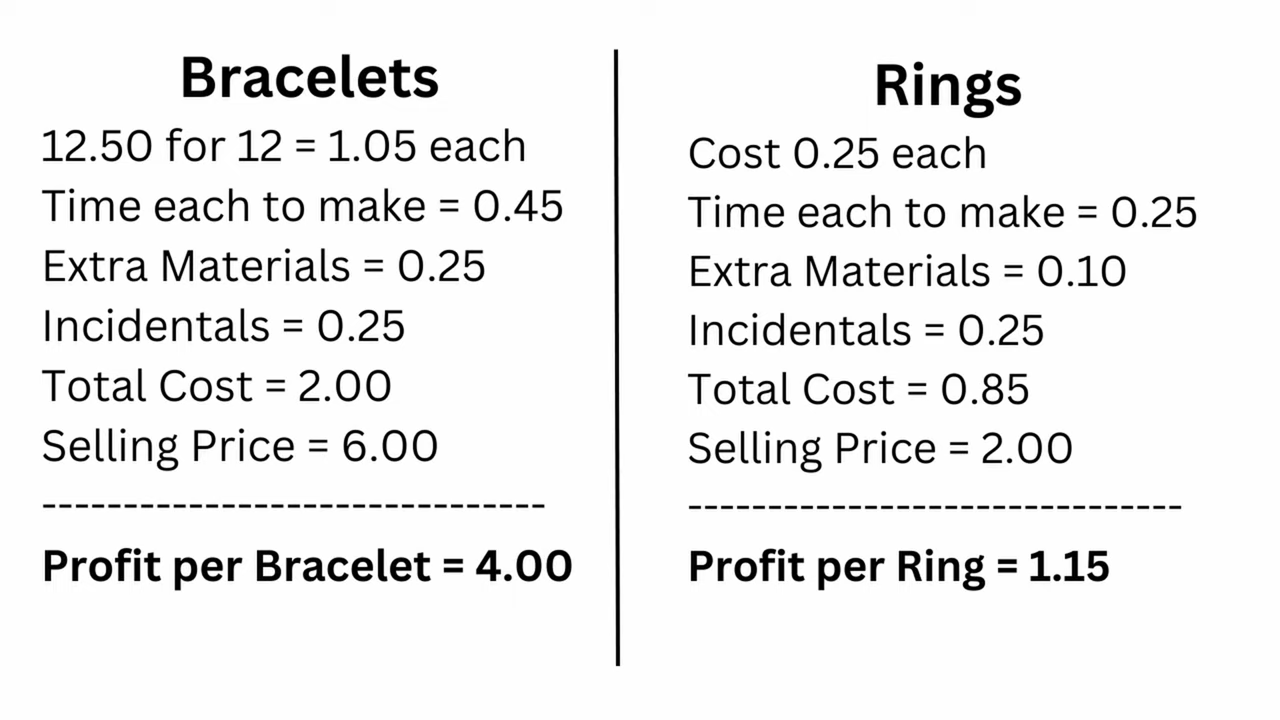 Bracelets
12.50 for 12 = 1.05 each
Time each to make = 0.45
Extra Materials = 0.25
Incidentals = 0.25
Total Cost = 2.00
Selling Price = 6.00
-------------------------------
Profit per Bracelet = 4.00
Rings
Cost 0.25 each
Time each to make = 0.25
Extra Materials = 0.10
Incidentals = 0.25
Total Cost = 0.85
Selling Price = 2.00
-------------------------------
Profit per Ring = 1.15